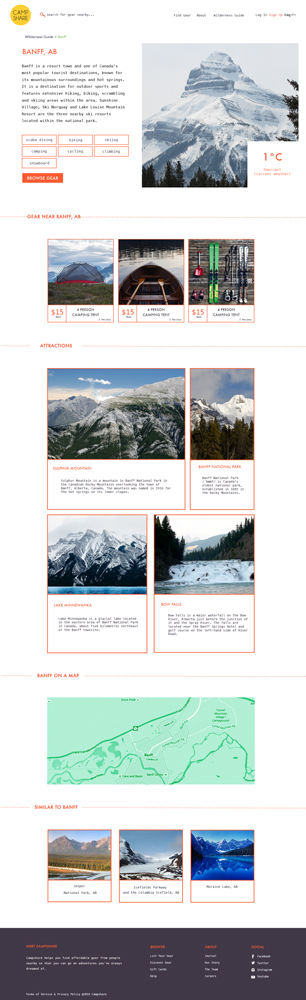 CAMP
SHARE
search for gear nearby...
Find Gear
About
Wilderness Guide
Log In
Sign Up
Wilderness Guide > Banff
BANFF, AB
Banff is a resort town and one of Canada's
most popular tourist destinations, known for
its mountainous surroundings and hot springs.
It is a destination for outdoor sports and
features extensive hiking, biking, scrambling
and skiing areas within the area. Sunshine
Village, Ski Norquay and Lake Louise Mountain
Resort are the three nearby ski resorts
located within the national park.
scuba diving
hiking
skiing
camping
cycling
climbing
snowboard
BROWSE GEAR
1°C
(current weather)
GEAR NEAR BANFF, AB
$15
4 PERSON
CAMPING TENT
$15
4 PERSON
CAMPING TENT
$15
4 PERSON
CAMPING TENT
ATTRACTIONS
SULPHUR MOUNTAIN
Sulphur Mountain is a mountain in Banff National Park in
the Canadian Rocky Mountains overlooking the town of
Banff, Alberta, Canada. The mountain was named in 1916 for
the hot springs on its lower slopes.
BANFF NATIONAL PARK
Banff National Park
is Canada's
oldest national park,
established in 1885 in
the Rocky Mountains.
LAKE MINNEWANKA
Lake Minnewanka is a glacial lake located
in the eastern area of Banff National Park
in Canada, about five kilometres northeast
of the Banff townsite.
BOW FALLS
Bow Falls is a major waterfall on the Bow
River, Alberta just before the junction of
it and the Spray River. The falls are
located near the Banff Springs Hotel and
golf course on the left-hand side of River
Road.
BANFF ON A MAP
Banff
SIMILAR TO BANFF
National Park, AB
Icefields Parkway
and the Columbia Icefield, AB
Moraine Lake, AB
MEET CAMPSHARE
Campshare helps you find affordable gear from people
nearby so that you can go on adventures you've always
dreamed of.
BROWSE
List Your Gear
Discover Gear
Gift Guide
Help
ABOUT
Journal
Our Story
The Team
Careers
SOCIAL
Facebook
Twitter
Instagram
Youtube
Terms of Service & Privacy Policy ©2016 Campshare